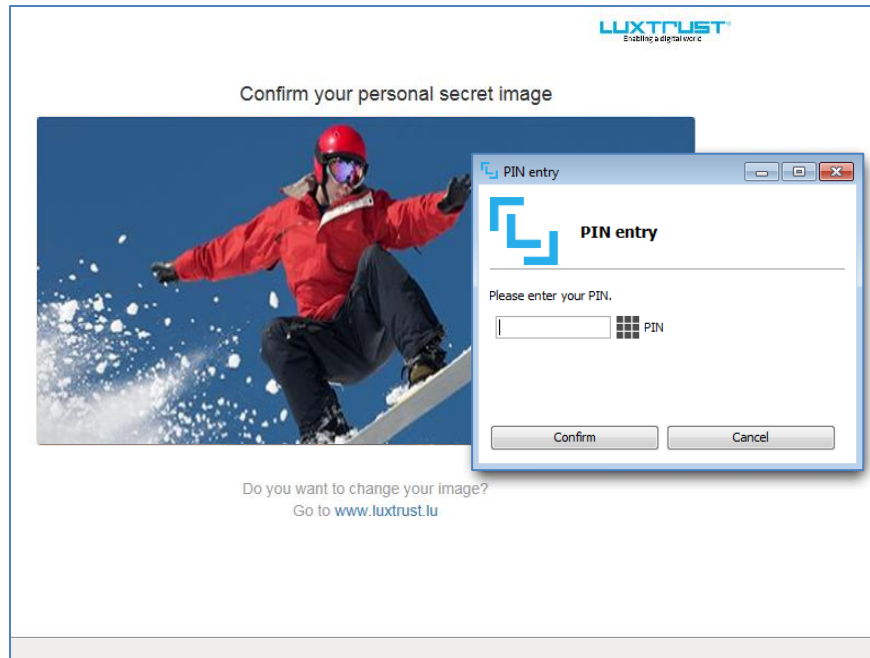 LUXTRUST
Enabling a digital world
Confirm your personal secret image
PIN entry
PIN entry
Please enter your PIN.
PIN
Confirm
Cancel
Do you want to change your image?
Go to www.luxtrust.lu